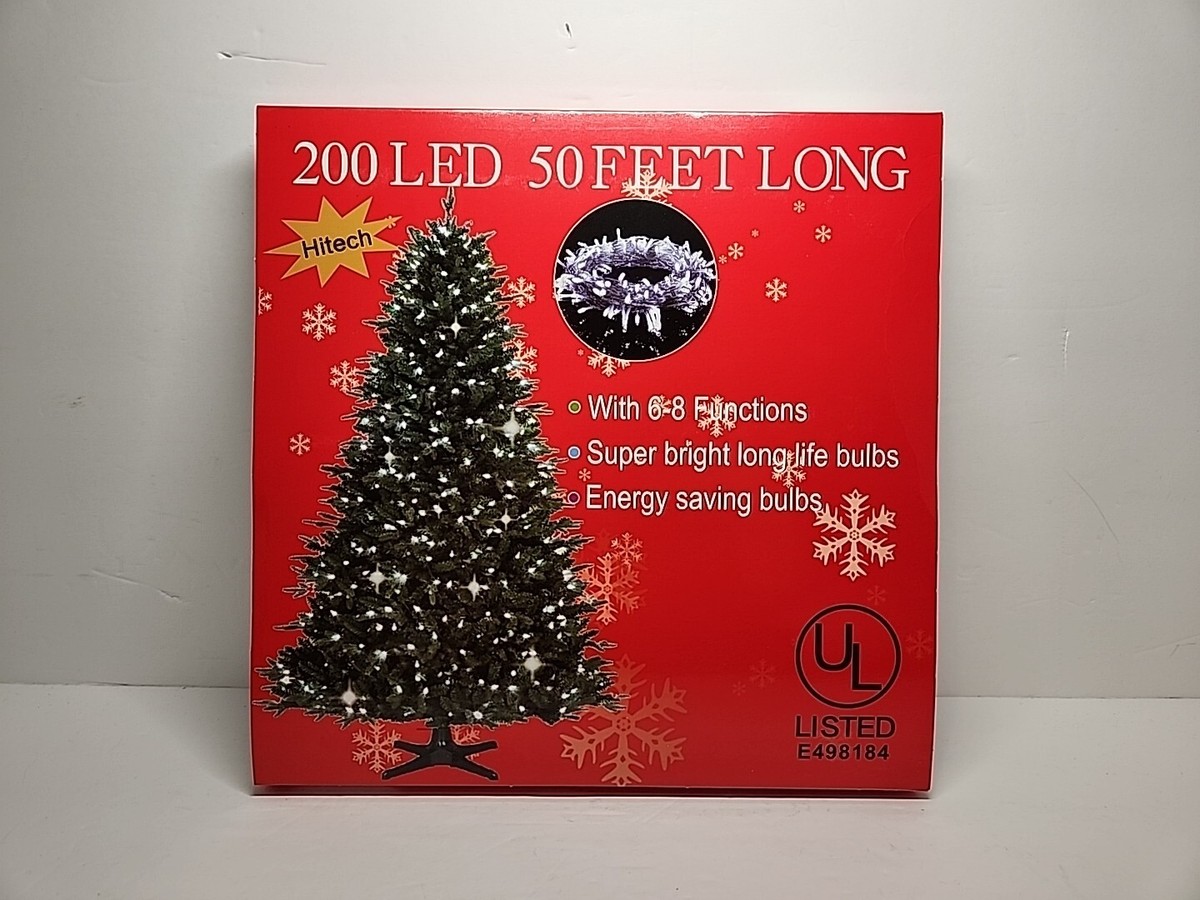 200 LED 50 FEET LONG
Hitech
With 6-8 Functions
Super bright long life bulbs
Energy saving bulbs
UL
LISTED
E498184